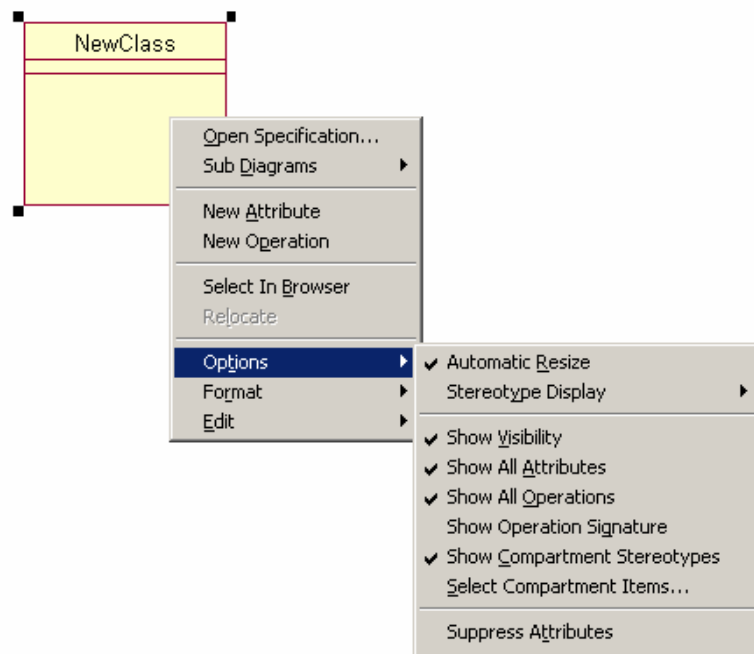 NewClass
Open Specification...
Sub Diagrams
New Attribute
New Operation
Select In Browser
Relocate
Options
Format
Edit
Automatic Resize
Stereotype Display
Show Visibility
Show All Attributes
Show All Operations
Show Operation Signature
Show Compartment Stereotypes
Select Compartment Items...
Suppress Attributes